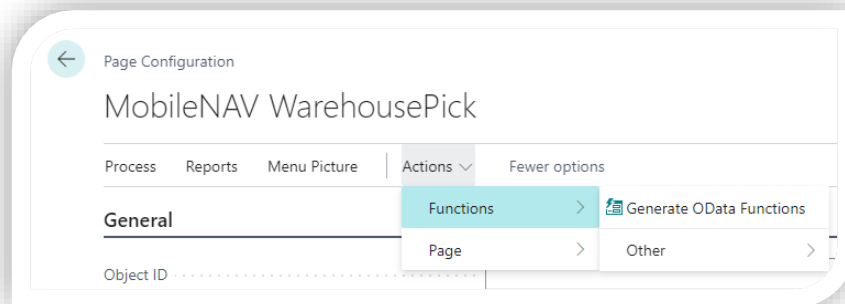 Page Configuration
MobileNAV WarehousePick
Process Reports Menu Picture Actions Fewer options
Functions Generate OData Functions
General
Page Other
Object ID